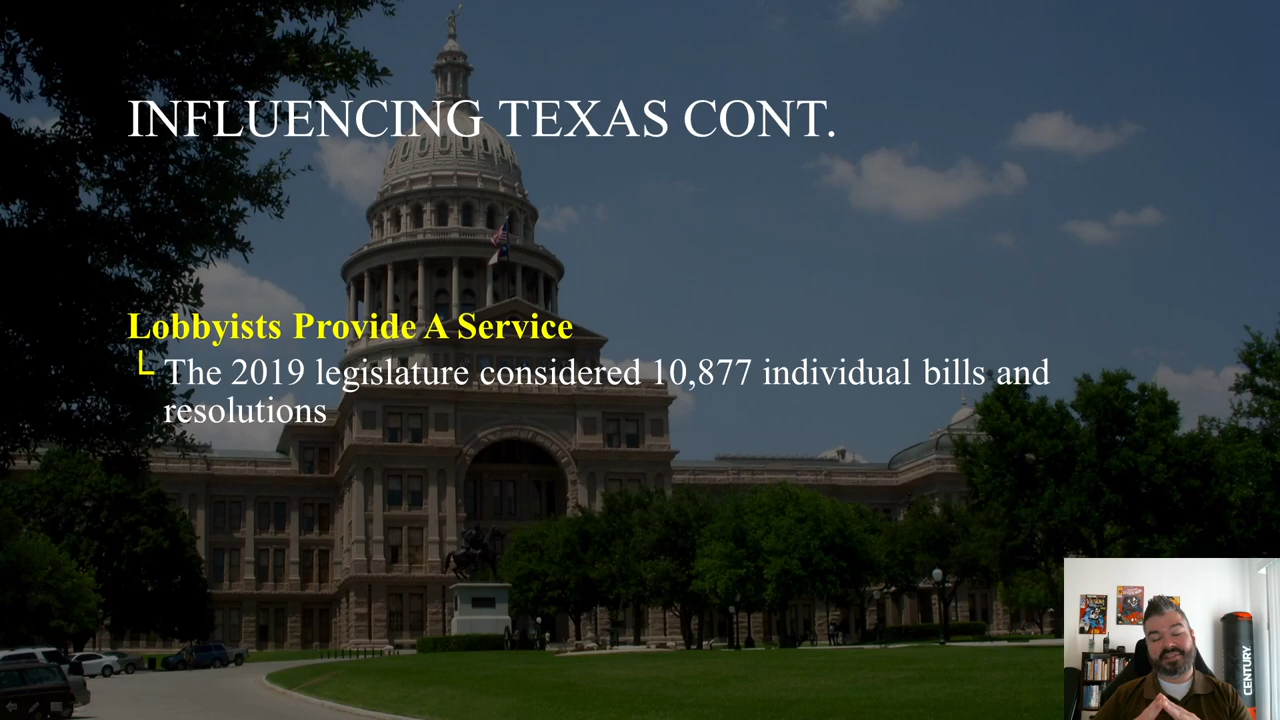 INFLUENCING TEXAS CONT.
Lobbyists Provide A Service
The 2019 legislature considered 10,877 individual bills and
resolutions
CENTURY